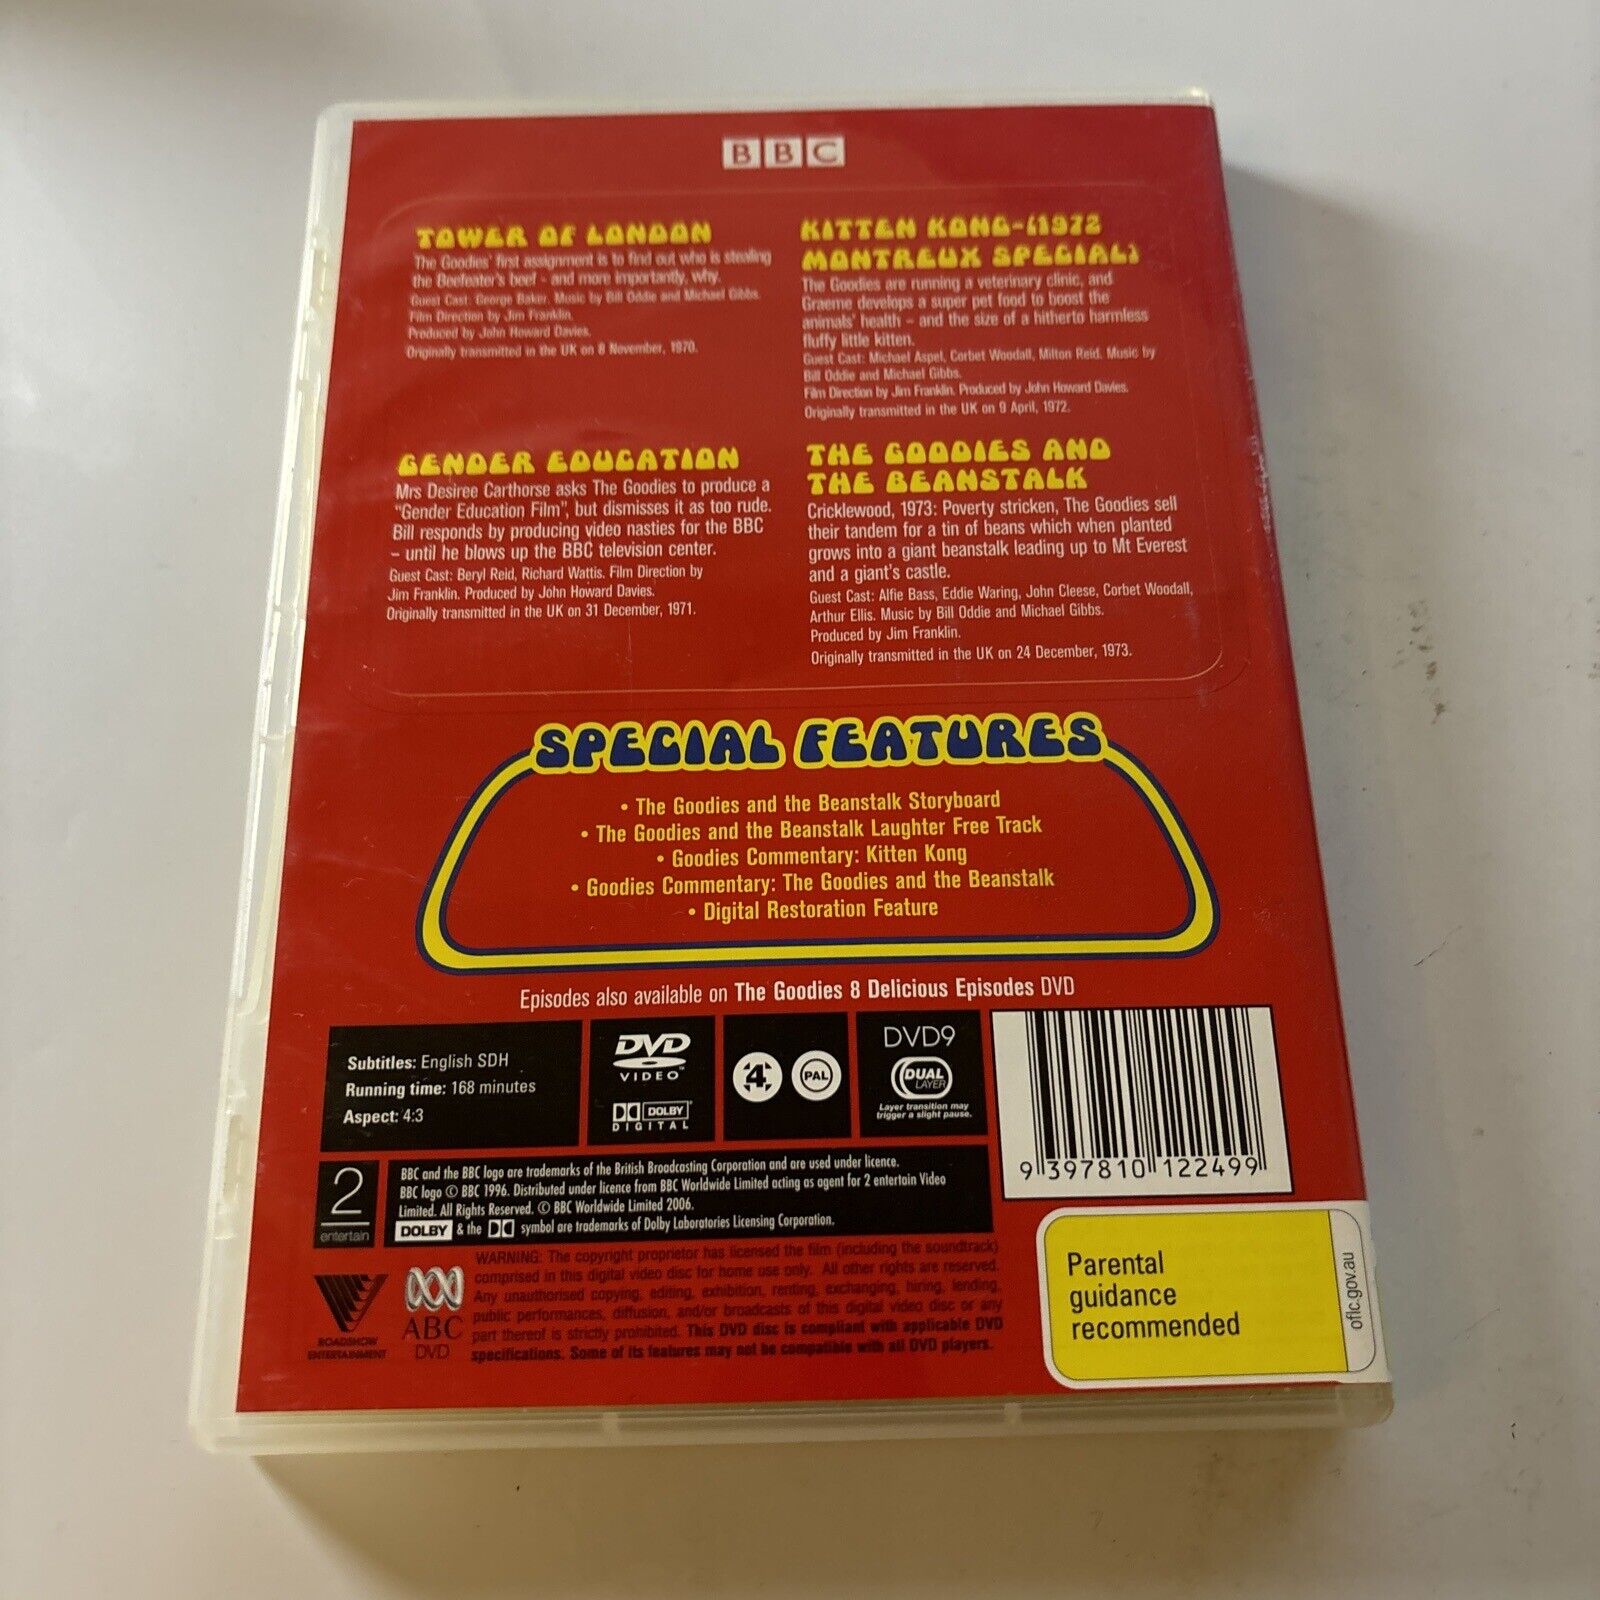 BBC
TOWER OF LONDON
The Goodies' first assignment is to find out who is stealing
the Beefeater's beef - and more importantly, why.
Guest Cast: George Baker. Music by Bill Oddie and Michael Gibbs.
Film Direction by Jim Franklin.
Produced by John Howard Davies.
Originally transmitted in the UK on 8 November, 1970.
KITTEN KONG-(1972
MONTREUX SPECIAL)
The Goodies are running a veterinary clinic, and
Graeme develops a super pet food to boost the
animals' health – and the size of a hitherto harmless
fluffy little kitten.
Guest Cast: Michael Aspel, Corbet Woodall, Milton Reid. Music by
Bill Oddie and Michael Gibbs.
Film Direction by Jim Franklin. Produced by John Howard Davies.
Originally transmitted in the UK on 9 April, 1972.
GENDER EDUCATION
Mrs Desiree Carthorse asks The Goodies to produce a
"Gender Education Film", but dismisses it as too rude.
Bill responds by producing video nasties for the BBC
– until he blows up the BBC television center.
Guest Cast: Beryl Reid, Richard Wattis. Film Direction by
Jim Franklin. Produced by John Howard Davies.
Originally transmitted in the UK on 31 December, 1971.
THE GOODIES AND
THE BEANSTALK
Cricklewood, 1973: Poverty stricken, The Goodies sell
their tandem for a tin of beans which when planted
grows into a giant beanstalk leading up to Mt Everest
and a giant's castle.
Guest Cast: Alfie Bass, Eddie Waring, John Cleese, Corbet Woodall,
Arthur Ellis. Music by Bill Oddie and Michael Gibbs.
Produced by Jim Franklin.
Originally transmitted in the UK on 24 December, 1973.
SPECIAL FEATURES
• The Goodies and the Beanstalk Storyboard
• The Goodies and the Beanstalk Laughter Free Track
• Goodies Commentary: Kitten Kong
• Goodies Commentary: The Goodies and the Beanstalk
• Digital Restoration Feature
Episodes also available on The Goodies 8 Delicious Episodes DVD
Subtitles: English SDH
Running time: 168 minutes
Aspect: 4:3
DVD
VIDEO™
DOLBY
DIGITAL
4
PAL
DVD9
DUAL
LAYER
Layer transition may
trigger a slight pause.
9 397810 122499
2
entertain
BBC and the BBC logo are trademarks of the British Broadcasting Corporation and are used under licence.
BBC logo © BBC 1996. Distributed under licence from BBC Worldwide Limited acting as agent for 2 entertain Video
Limited. All Rights Reserved. © BBC Worldwide Limited 2006.
DOLBY & the symbol are trademarks of Dolby Laboratories Licensing Corporation.
ROADSHOW
ENTERTAINMENT
ABC
DVD
WARNING: The copyright proprietor has licensed the film (including the soundtrack)
comprised in this digital video disc for home use only. All other rights are reserved.
Any unauthorised copying, editing, exhibition, renting, exchanging, hiring, lending,
public performances, diffusion, and/or broadcasts of this digital video disc or any
part thereof is strictly prohibited. This DVD disc is compliant with applicable DVD
specifications. Some of its features may not be compatible with all DVD players.
Parental
guidance
recommended
oflc.gov.au